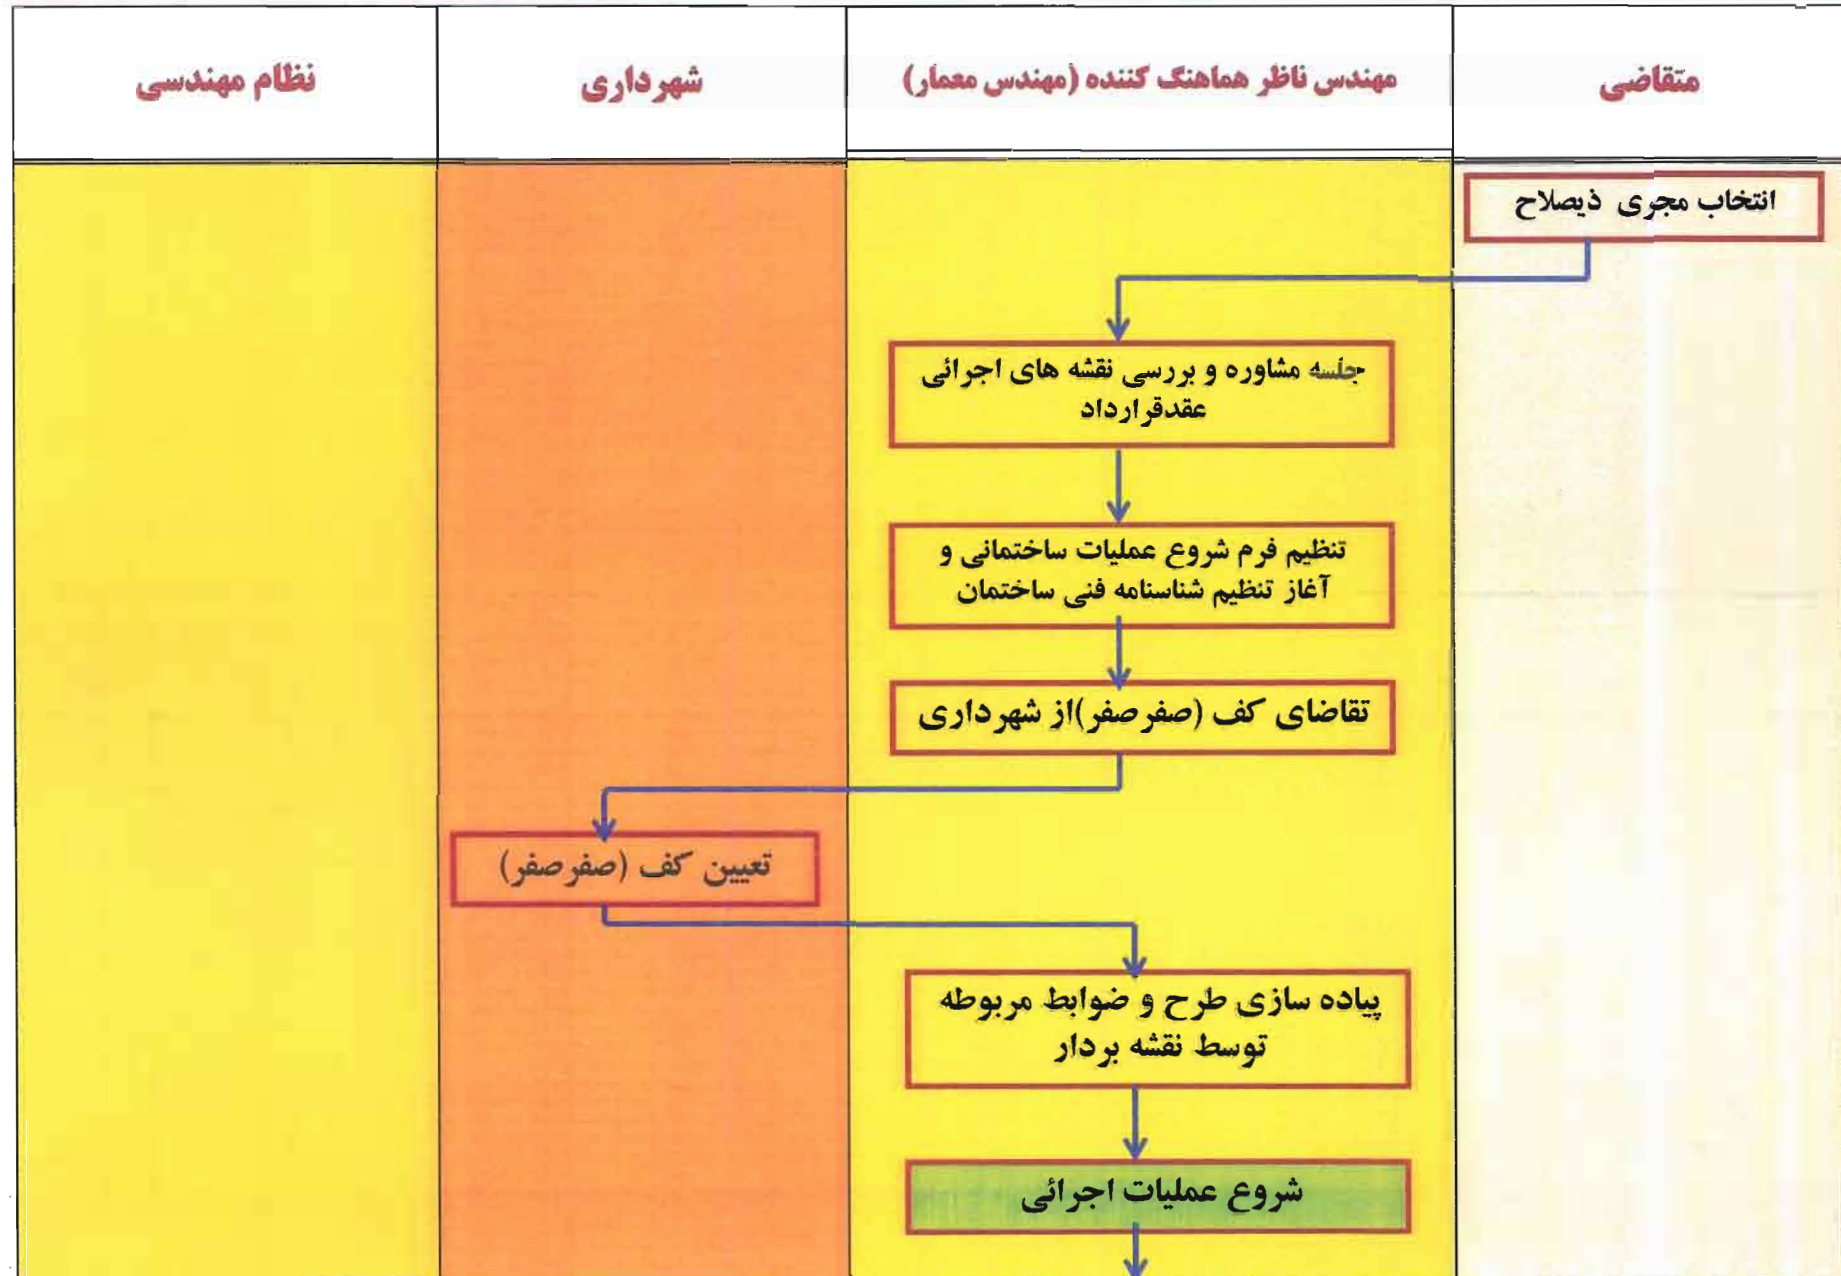 متقاضی
مهندس ناظر هماهنگ کننده (مهندس معمار)
شهرداری
نظام مهندسی
انتخاب مجری ذیصلاح
جلسه مشاوره و بررسی نقشه های اجرائی
عقدقرارداد
تنظیم فرم شروع عملیات ساختمانی و
آغاز تنظیم شناسنامه فنی ساختمان
تقاضای کف (صفرصفر)از شهرداری
تعیین کف (صفرصفر)
پیاده سازی طرح و ضوابط مربوطه
توسط نقشه بردار
شروع عملیات اجرائی